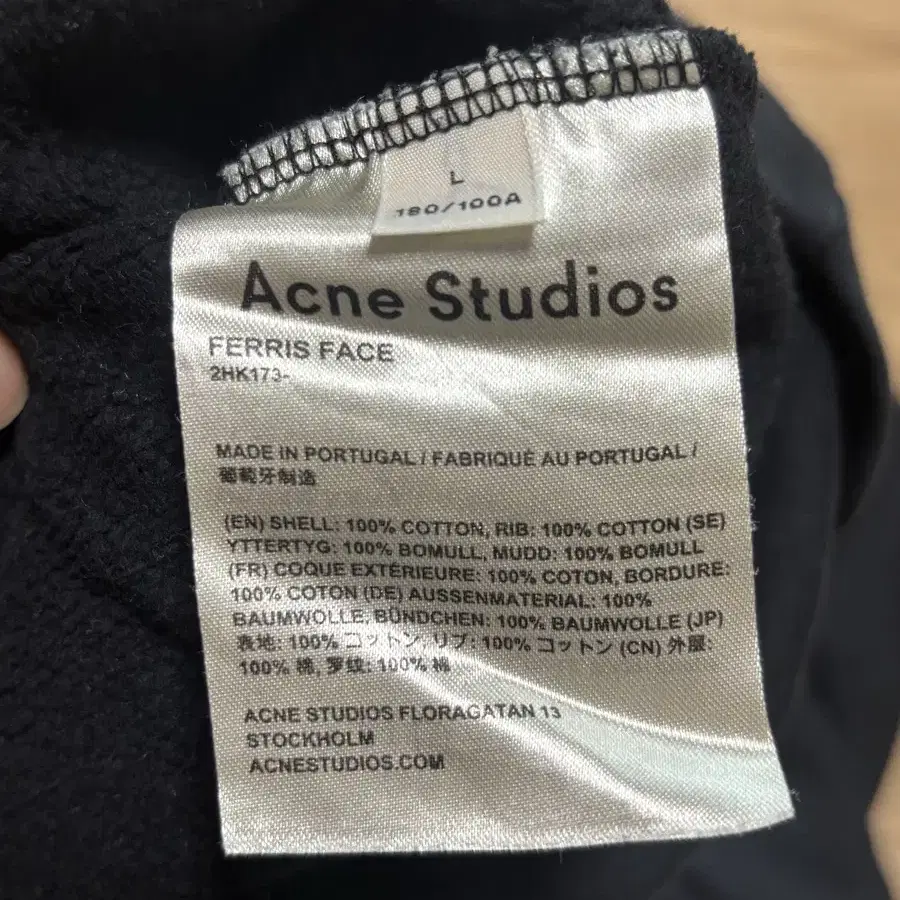 L
180/100A
Acne Studios
FERRIS FACE
2HK173-
MADE IN PORTUGAL / FABRIQUÉ AU PORTUGAL /
葡萄牙制造
(EN) SHELL: 100% COTTON, RIB: 100% COTTON (SE)
YTTERTYG: 100% BOMULL, MUDD: 100% BOMULL
(FR) COQUE EXTÉRIEURE: 100% COTON, BORDURE:
100% COTON (DE) AUSSENMATERIAL: 100%
BAUMWOLLE, BÜNDCHEN: 100% BAUMWOLLE (JP)
表地: 100% コットン, リブ: 100% コットン (CN) 外服:
100% 棉, 罗纹: 100% 棉
ACNE STUDIOS FLORAGATAN 13
STOCKHOLM
ACNESTUDIOS.COM